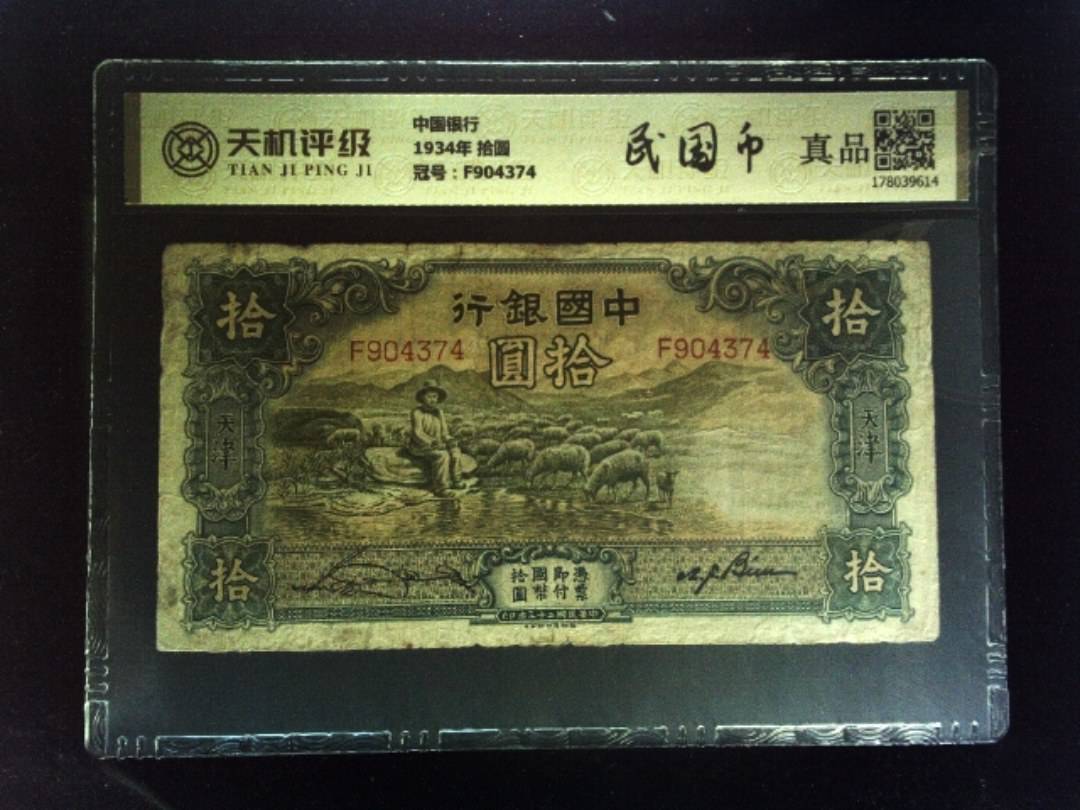 天机评级
TIAN JI PING JI
中国银行
1934年 拾圆
冠号：F904374
民国币
真品
178039614
拾
行銀國中
拾
F904374
圓拾
F904374
天津
天津
拾
憑票
即付
國幣
拾圓
拾